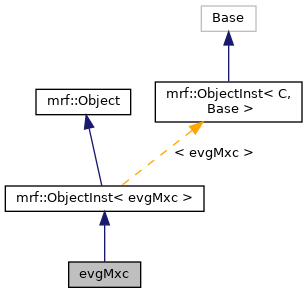 Base
mrf::ObjectInst< C,
Base >
mrf::Object
< evgMxc >
mrf::ObjectInst< evgMxc >
evgMxc